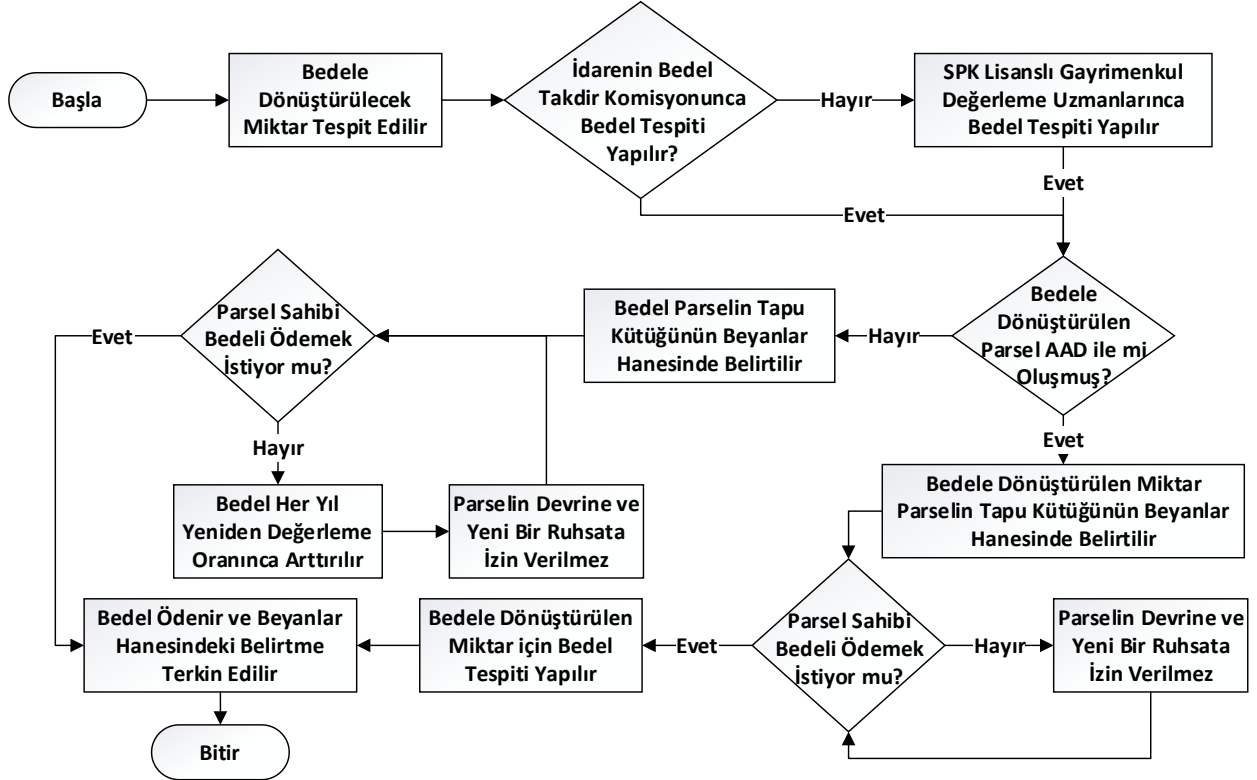 Başla
Bedele
Dönüştürülecek
Miktar Tespit Edilir
İdarenin Bedel
Takdir Komisyonunca
Bedel Tespiti
Yapılır?
Hayır
SPK Lisanslı Gayrimenkul
Değerleme Uzmanlarınca
Bedel Tespiti Yapılır
Evet
Evet
Bedele
Dönüştürülen
Parsel AAD ile mi
Oluşmuş?
Hayır
Bedel Parselin Tapu
Kütüğünün Beyanlar
Hanesinde Belirtilir
Parsel Sahibi
Bedeli Ödemek
İstiyor mu?
Evet
Hayır
Bedel Her Yıl
Yeniden Değerleme
Oranınca Arttırılır
Parselin Devrine ve
Yeni Bir Ruhsata
İzin Verilmez
Evet
Bedele Dönüştürülen Miktar
Parselin Tapu Kütüğünün Beyanlar
Hanesinde Belirtilir
Parsel Sahibi
Bedeli Ödemek
İstiyor mu?
Hayır
Parselin Devrine ve
Yeni Bir Ruhsata
İzin Verilmez
Evet
Bedele Dönüştürülen
Miktar için Bedel
Tespiti Yapılır
Bedel Ödenir ve Beyanlar
Hanesindeki Belirtme
Terkin Edilir
Bitir